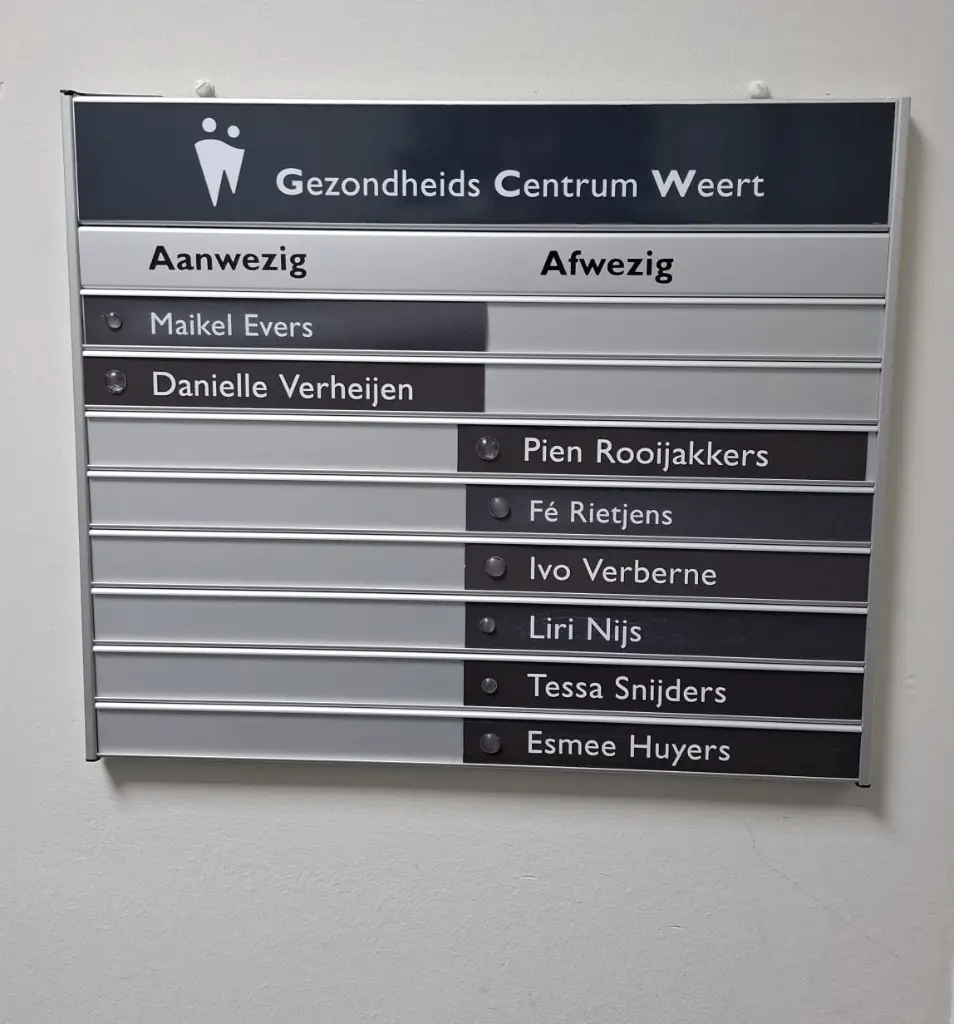 Gezondheids Centrum Weert
Aanwezig Afwezig
Maikel Evers
Danielle Verheijen
Pien Rooijakkers
Fé Rietjens
Ivo Verberne
Liri Nijs
Tessa Snijders
Esmee Huyers